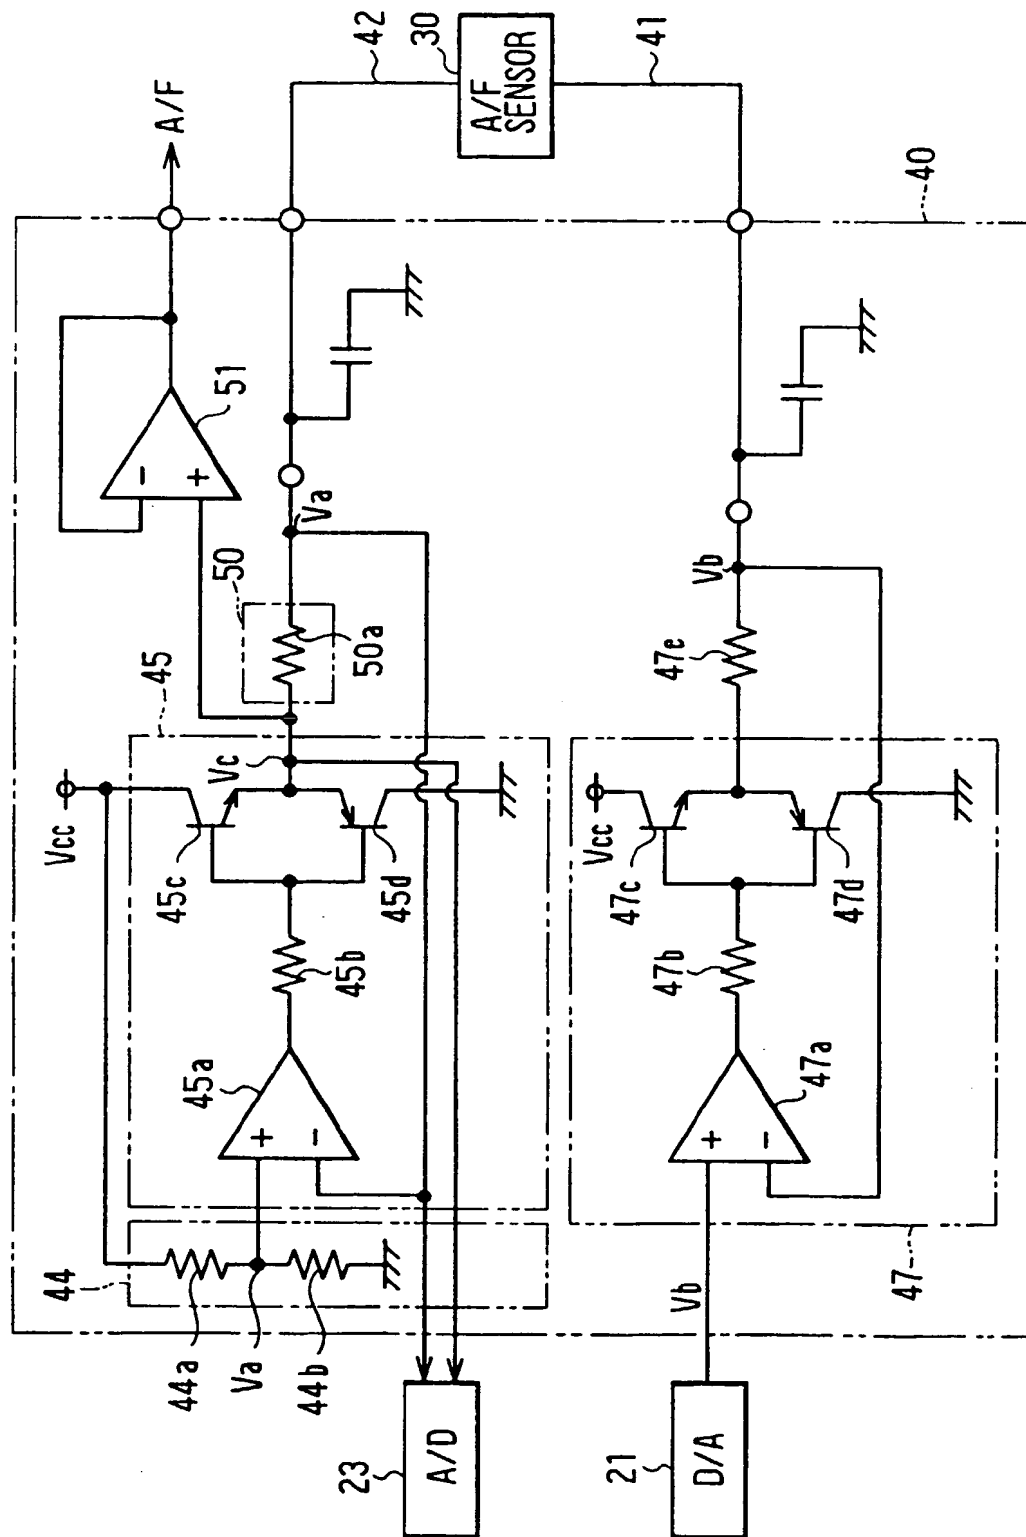 A/F
42
30
A/F
SENSOR
41
40
51
-
+
Va
50
50a
45
Vc
Vcc
45c
45d
45b
45a
+
-
44
44a
Va
44b
23
A/D
Vb
47e
Vcc
47c
47d
47b
47a
+
-
47
Vb
21
D/A